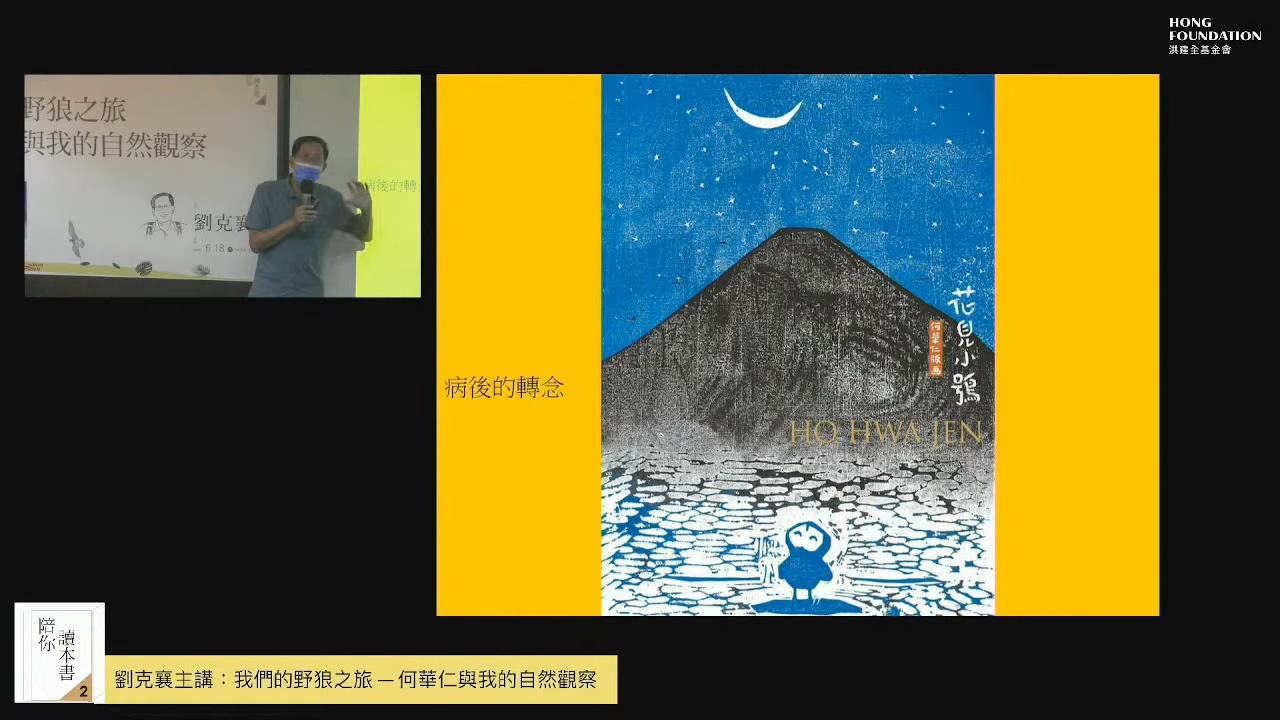 HONG
FOUNDATION
洪建全基金會
野狼之旅
與我的自然觀察
劉克襄
6.18
病後的轉
病後的轉念
花見小鴞
何華仁版画
HO HWA JEN
陪你
讀本書
2
劉克襄主講：我們的野狼之旅 — 何華仁與我的自然觀察